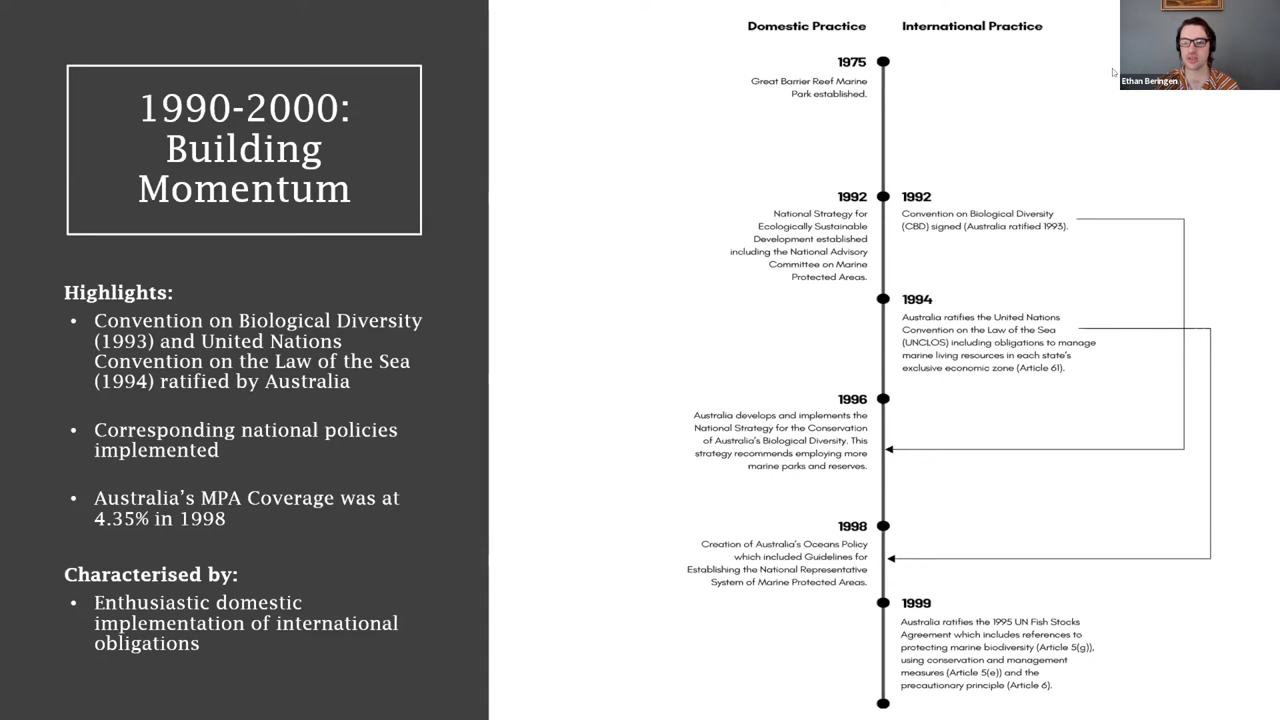 1990-2000:
Building
Momentum
Highlights:
• Convention on Biological Diversity
(1993) and United Nations
Convention on the Law of the Sea
(1994) ratified by Australia
• Corresponding national policies
implemented
• Australia's MPA Coverage was at
4.35% in 1998
Characterised by:
• Enthusiastic domestic
implementation of international
obligations
Domestic Practice
International Practice
1975
Great Barrier Reef Marine
Park established.
1992
National Strategy for
Ecologically Sustainable
Development established
including the National Advisory
Committee on Marine
Protected Areas.
1992
Convention on Biological Diversity
(CBD) signed (Australia ratified 1993).
1994
Australia ratifies the United Nations
Convention on the Law of the Sea
(UNCLOS) including obligations to manage
marine living resources in each state's
exclusive economic zone (Article 61).
1996
Australia develops and implements the
National Strategy for the Conservation
of Australia's Biological Diversity. This
strategy recommends employing more
marine parks and reserves.
1998
Creation of Australia's Oceans Policy
which included Guidelines for
Establishing the National Representative
System of Marine Protected Areas.
1999
Australia ratifies the 1995 UN Fish Stocks
Agreement which includes references to
protecting marine biodiversity (Article 5(g)),
using conservation and management
measures (Article 5(e)) and the
precautionary principle (Article 6).
Ethan Beringen